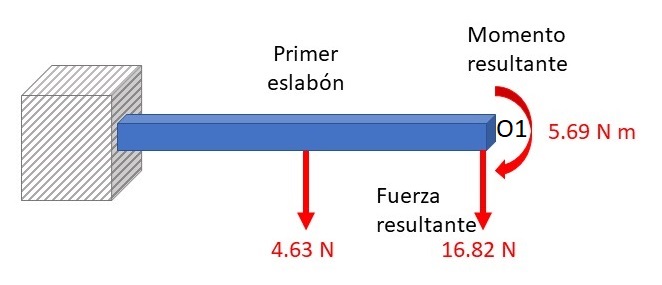 Momento
resultante
Primer
eslabón
O1
5.69 N m
Fuerza
resultante
4.63 N
16.82 N